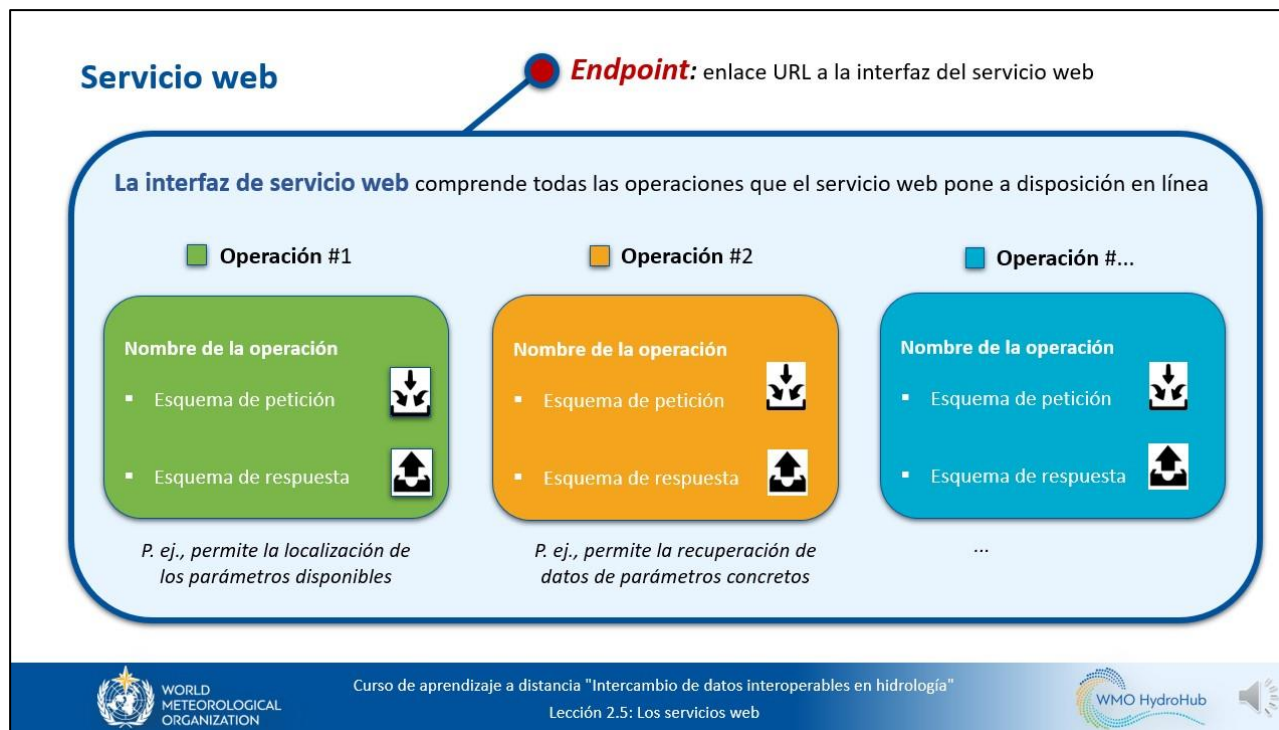 Servicio web
Endpoint: enlace URL a la interfaz del servicio web
La interfaz de servicio web comprende todas las operaciones que el servicio web pone a disposición en línea
Operación #1
Nombre de la operación
▪ Esquema de petición
▪ Esquema de respuesta
P. ej., permite la localización de
los parámetros disponibles
Operación #2
Nombre de la operación
▪ Esquema de petición
▪ Esquema de respuesta
P. ej., permite la recuperación de
datos de parámetros concretos
Operación #...
Nombre de la operación
▪ Esquema de petición
▪ Esquema de respuesta
...
WORLD
METEOROLOGICAL
ORGANIZATION
Curso de aprendizaje a distancia "Intercambio de datos interoperables en hidrología"
Lección 2.5: Los servicios web
WMO HydroHub